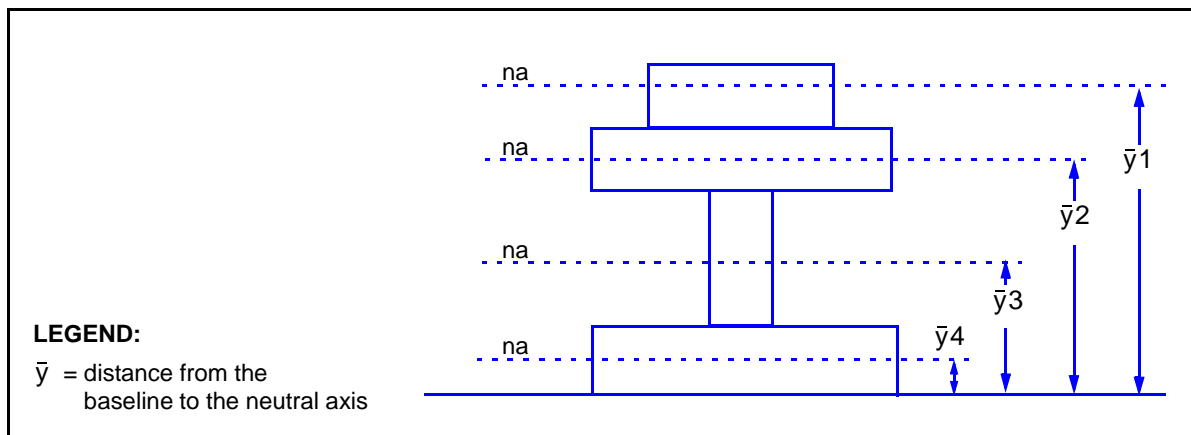 na
na
ȳ1
ȳ2
na
ȳ3
LEGEND:
ȳ4
na
ȳ = distance from the
baseline to the neutral axis